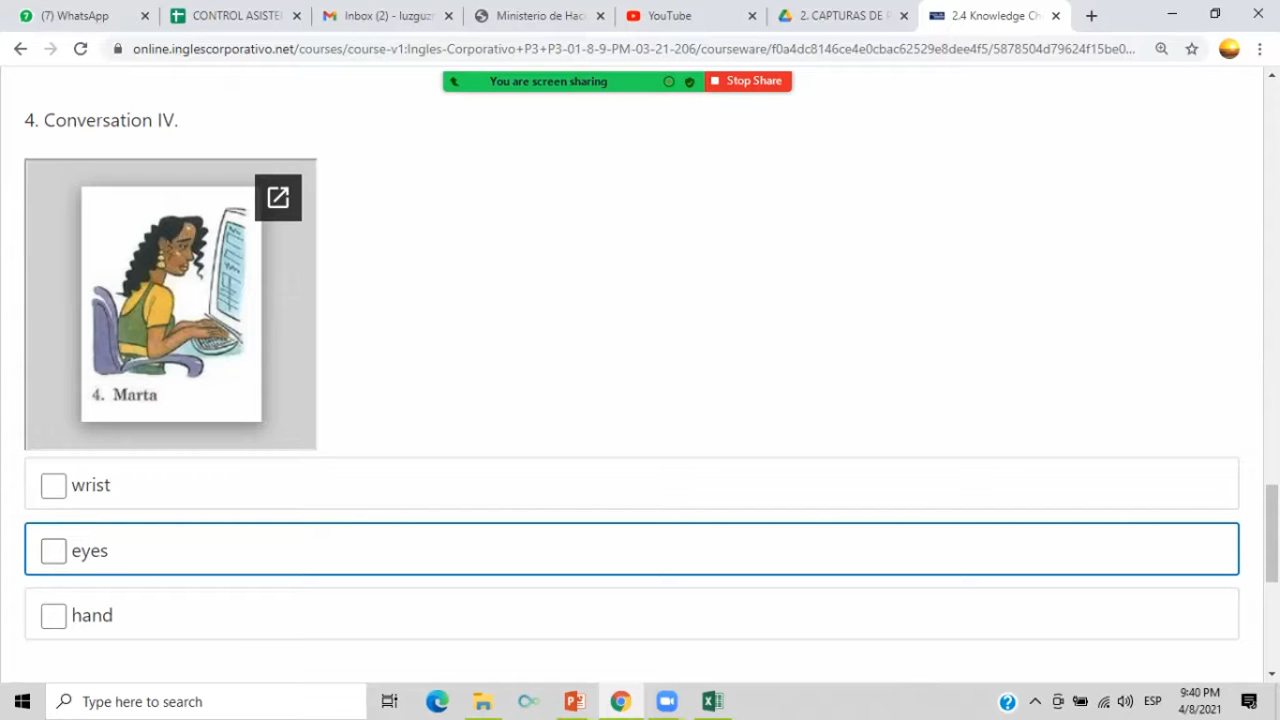 (7) WhatsApp
CONTROL ASISTE
Inbox (2) - luzguz
Ministerio de Hac
YouTube
2. CAPTURAS DE P
2.4 Knowledge Ch
online.inglescorporativo.net/courses/course-v1:Ingles-Corporativo+P3+P3-01-8-9-PM-03-21-206/courseware/f0a4dc8146ce4e0cbac62529e8dee4f5/5878504d79624f15be0...
You are screen sharing
Stop Share
4. Conversation IV.
4. Marta
wrist
eyes
hand
Type here to search
ESP
9:40 PM
4/8/2021